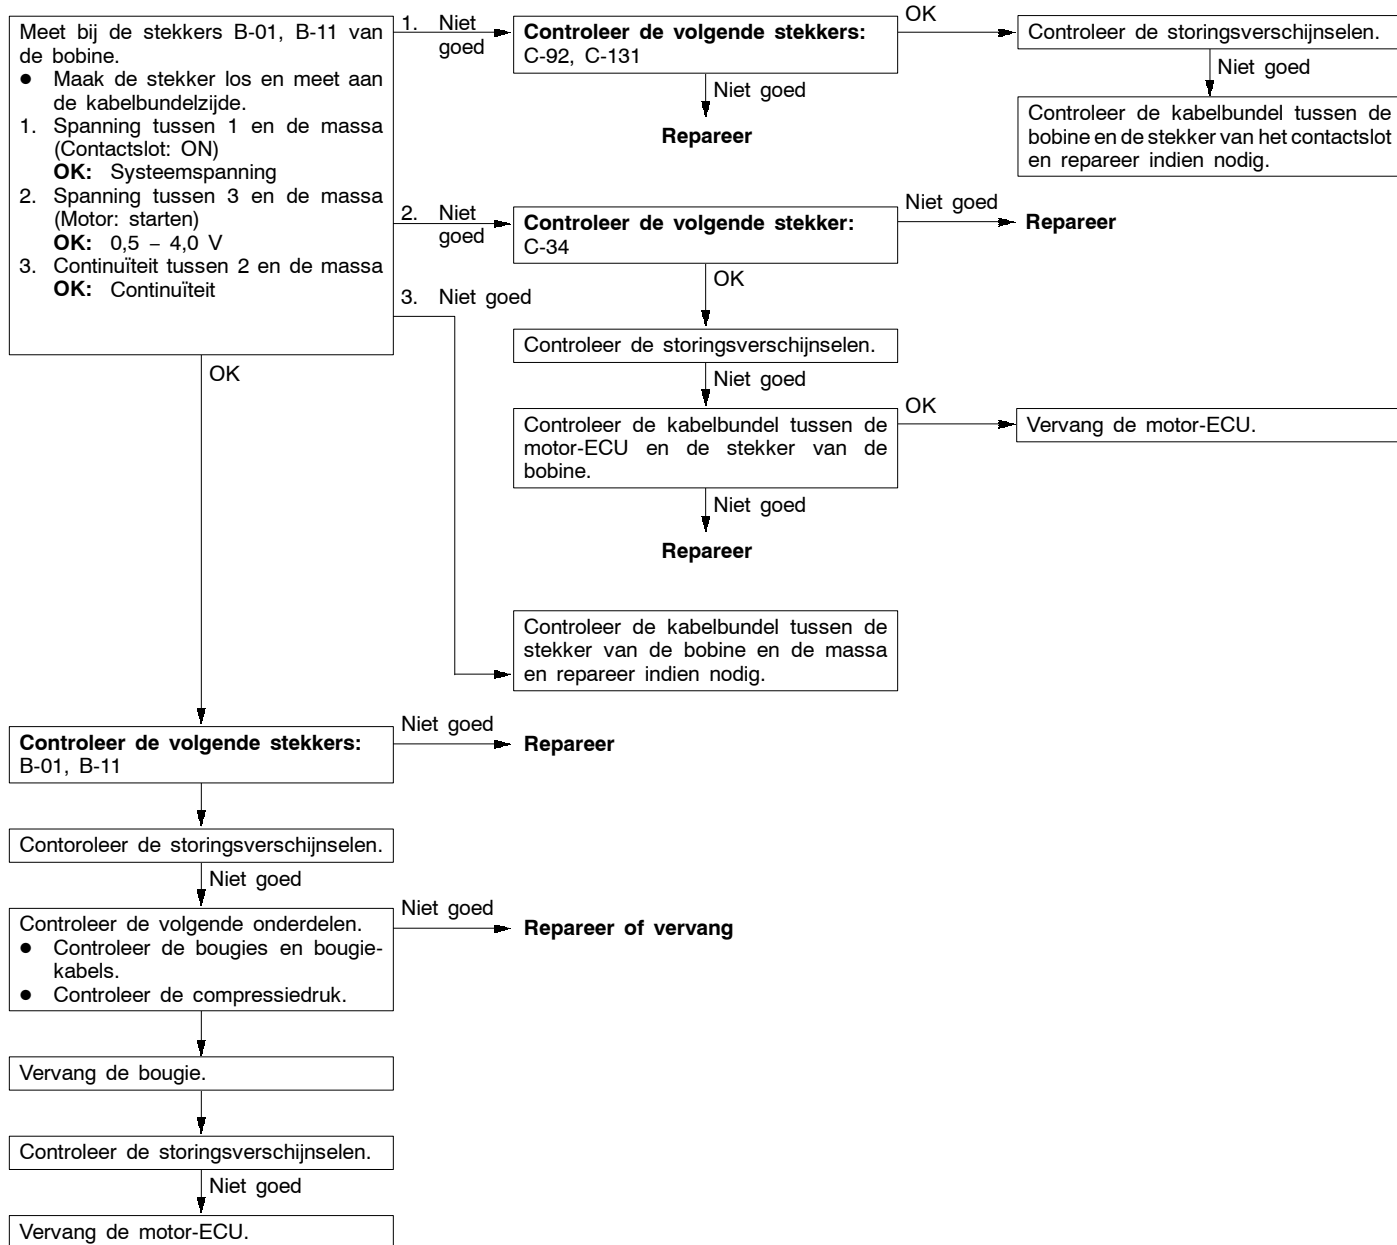 Meet bij de stekkers B-01, B-11 van
de bobine.
● Maak de stekker los en meet aan
de kabelbundelzijde.
1. Spanning tussen 1 en de massa
(Contactslot: ON)
OK: Systeemspanning
2. Spanning tussen 3 en de massa
(Motor: starten)
OK: 0,5 – 4,0 V
3. Continuïteit tussen 2 en de massa
OK: Continuïteit
1. Niet
goed
Controleer de volgende stekkers:
C-92, C-131
OK
Controleer de storingsverschijnselen.
Niet goed
Controleer de kabelbundel tussen de
bobine en de stekker van het contactslot
en repareer indien nodig.
Niet goed
Repareer
2. Niet
goed
Controleer de volgende stekker:
C-34
Niet goed
Repareer
OK
Controleer de storingsverschijnselen.
Niet goed
Controleer de kabelbundel tussen de
motor-ECU en de stekker van de
bobine.
OK
Vervang de motor-ECU.
Niet goed
Repareer
3. Niet goed
Controleer de kabelbundel tussen de
stekker van de bobine en de massa
en repareer indien nodig.
OK
Controleer de volgende stekkers:
B-01, B-11
Niet goed
Repareer
Contoroleer de storingsverschijnselen.
Niet goed
Controleer de volgende onderdelen.
● Controleer de bougies en bougie-
kabels.
● Controleer de compressiedruk.
Niet goed
Repareer of vervang
Vervang de bougie.
Controleer de storingsverschijnselen.
Niet goed
Vervang de motor-ECU.